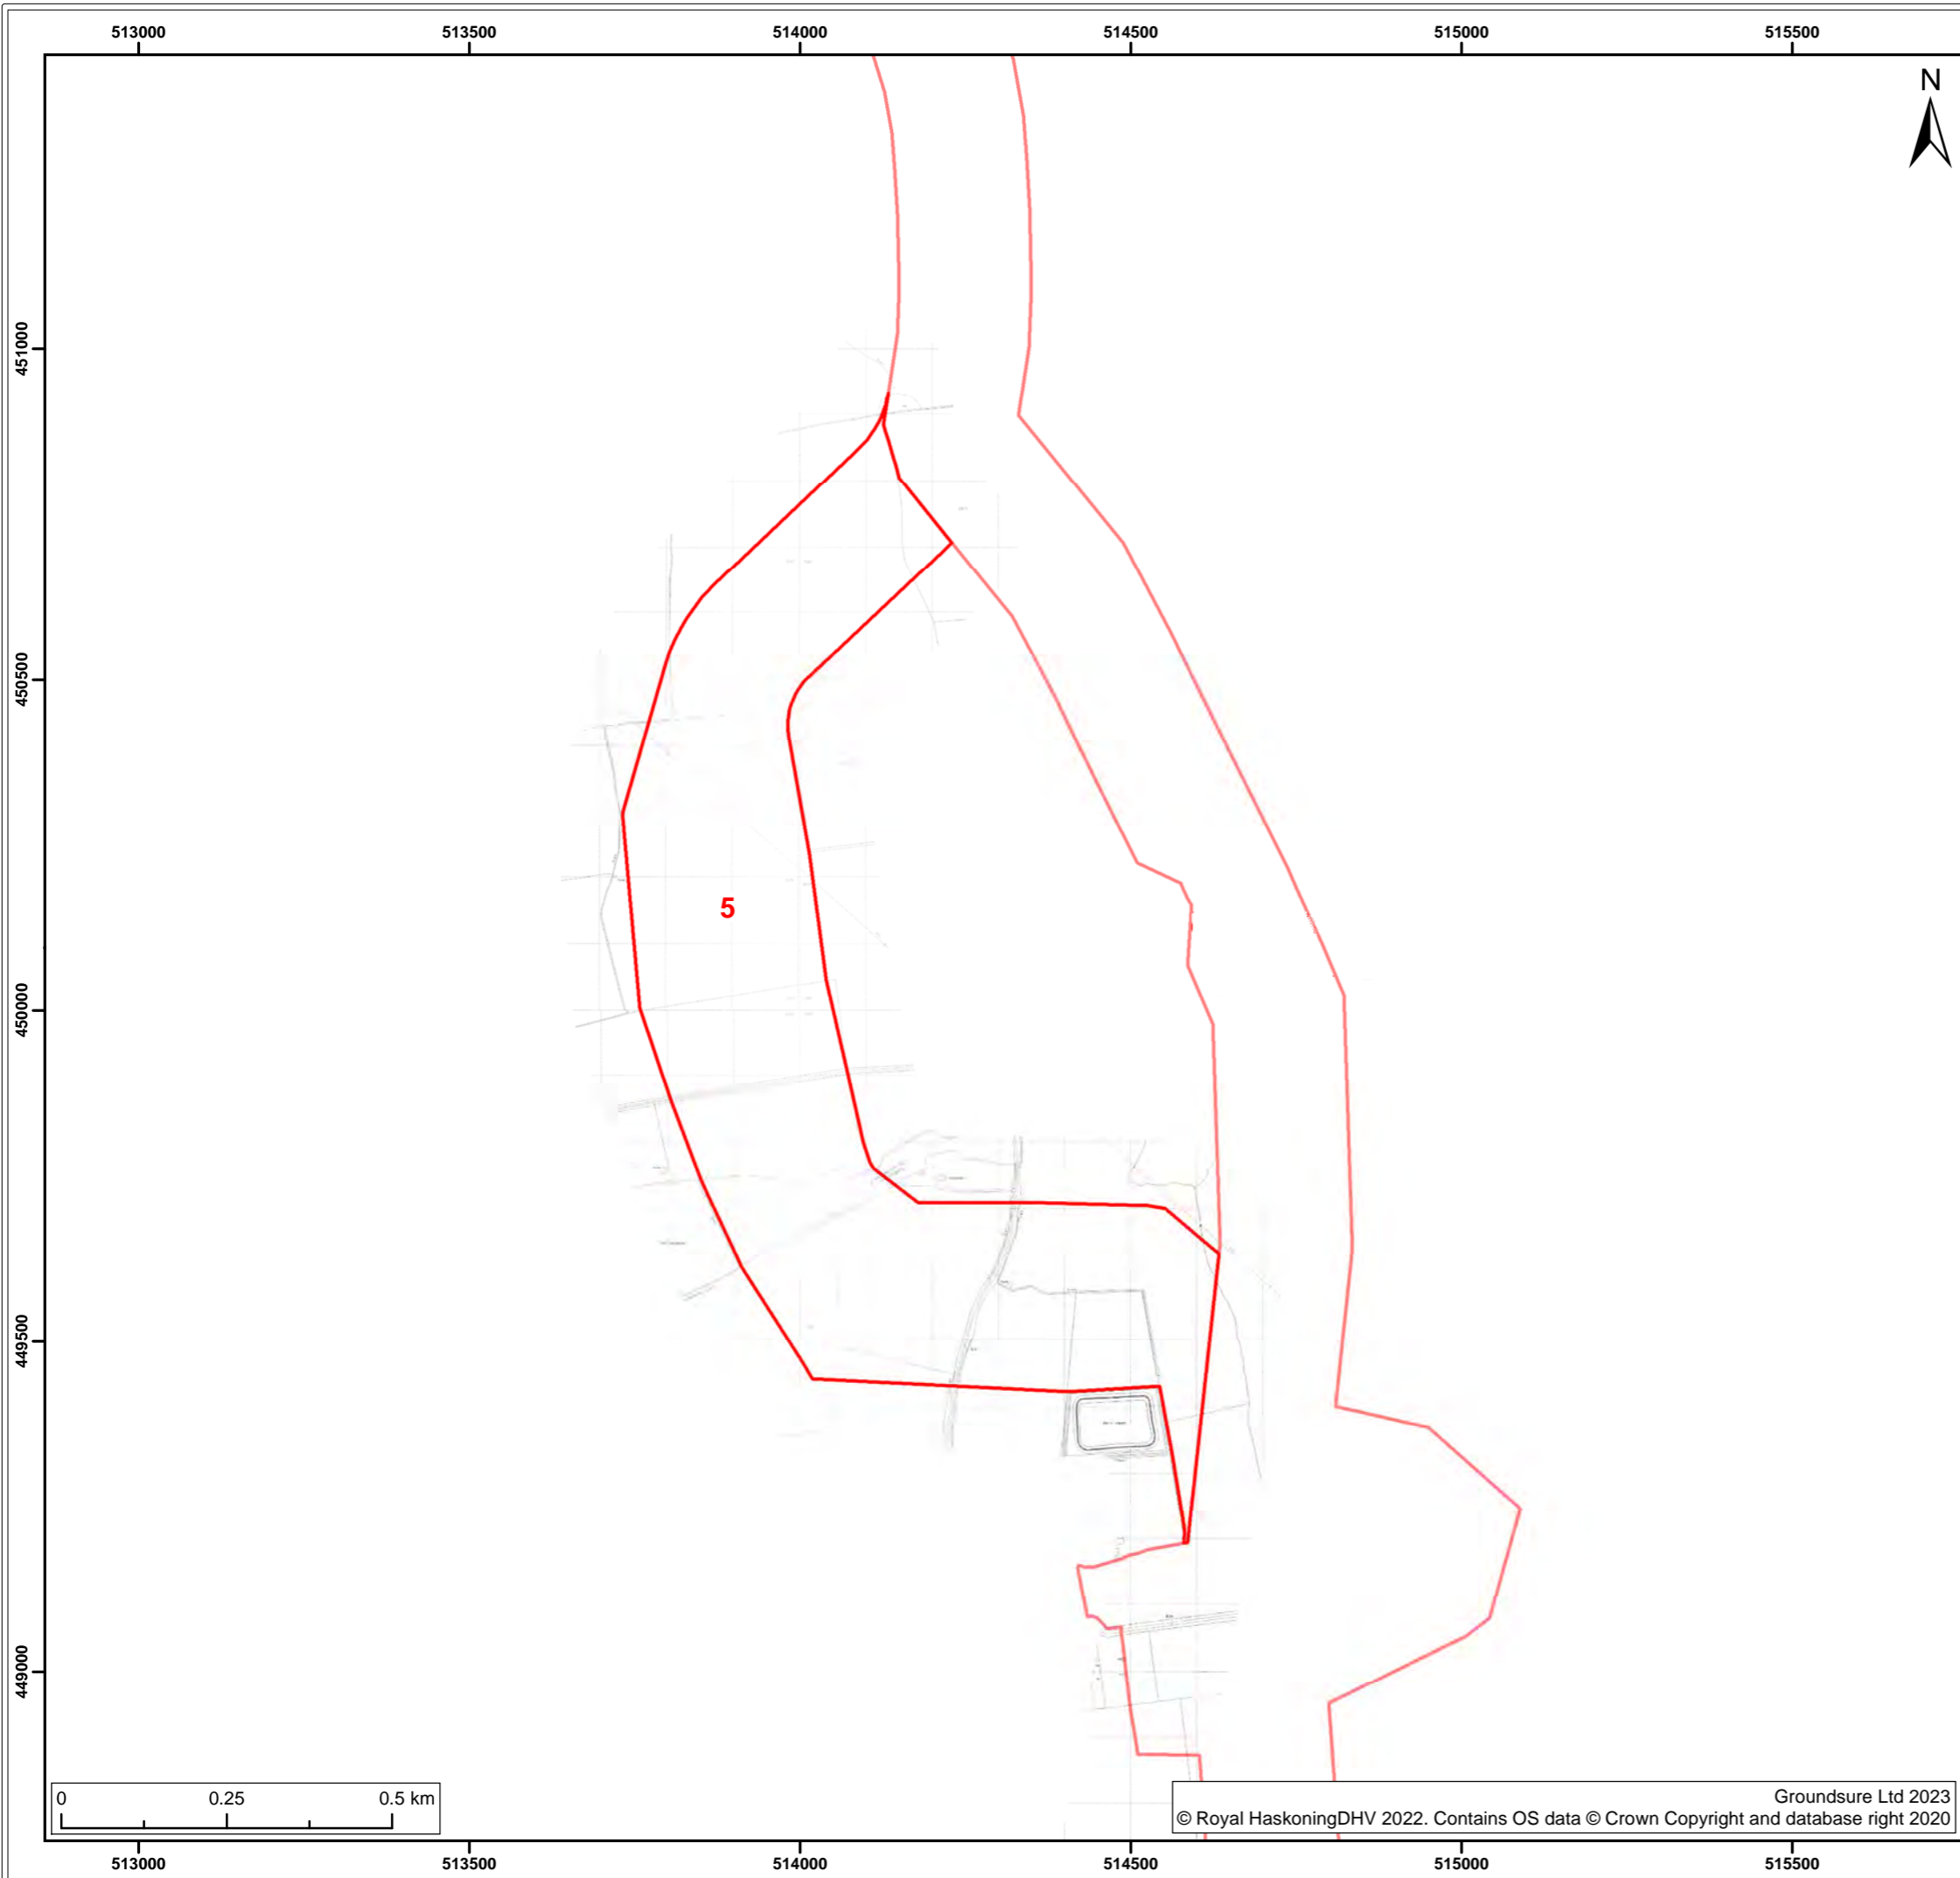 513000 513500 514000 514500 515000 515500
N
451000
450500
450000
449500
449000
5
0 0.25 0.5 km
Groundsure Ltd 2023
© Royal HaskoningDHV 2022. Contains OS data © Crown Copyright and database right 2020
513000 513500 514000 514500 515000 515500